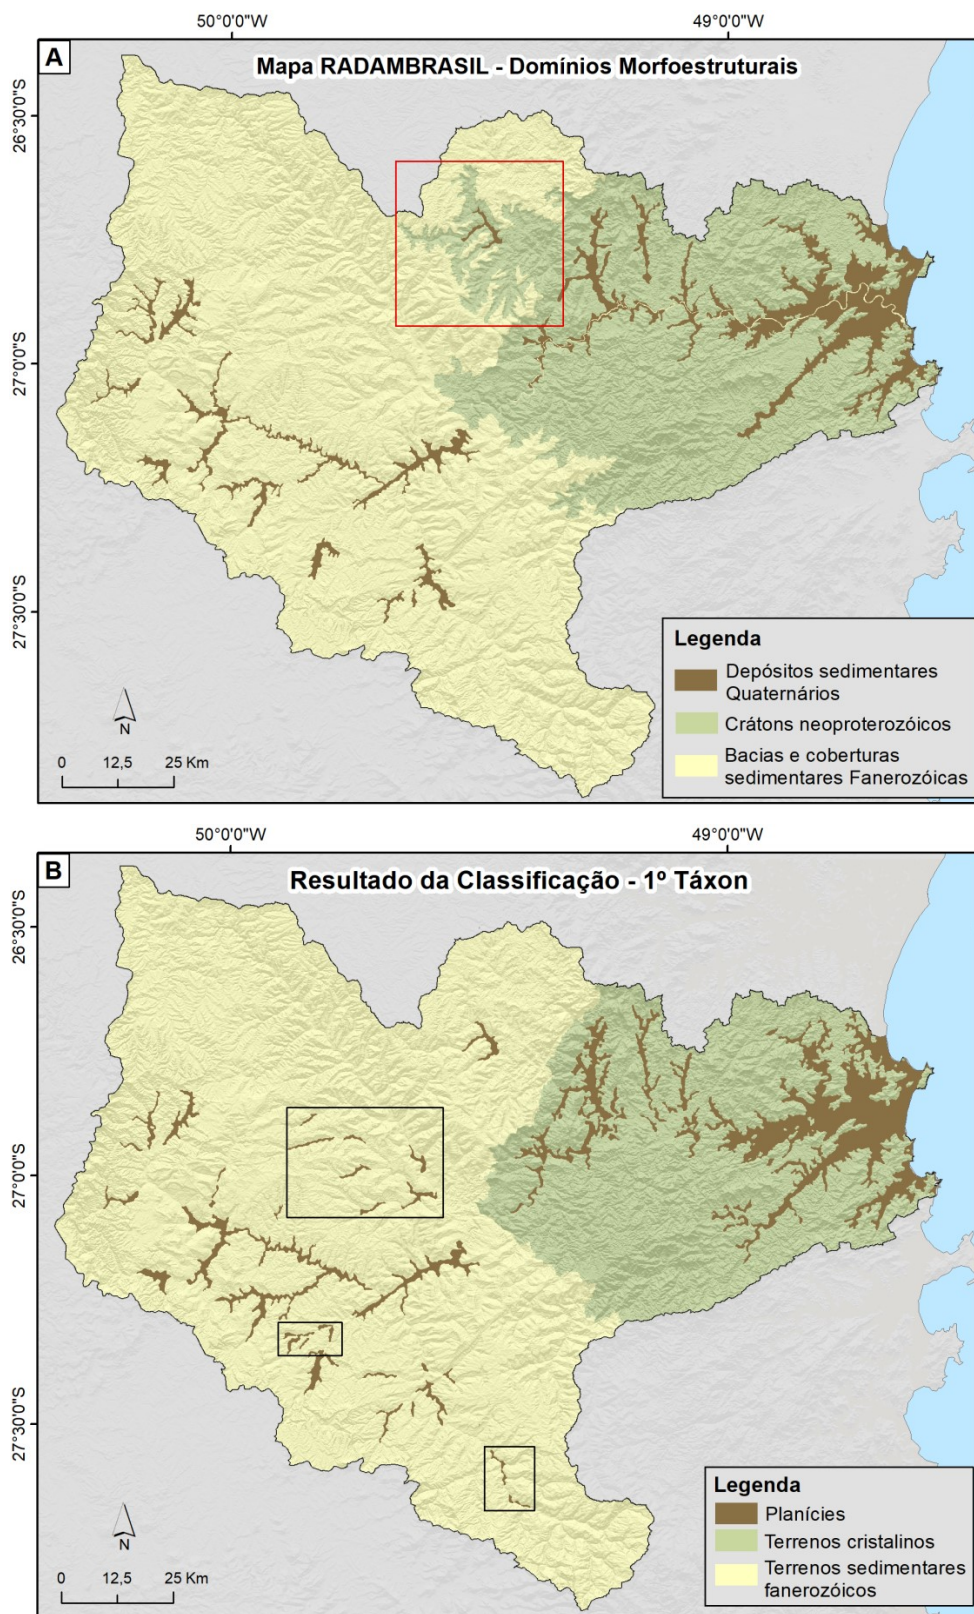 50°0'0"W
49°0'0"W
A
Mapa RADAMBRASIL - Domínios Morfoestruturais
26°30'0"S
27°0'0"S
27°30'0"S
N
0 12,5 25 Km
Legenda
Depósitos sedimentares
Quaternários
Crátons neoproterozóicos
Bacias e coberturas
sedimentares Fanerozóicas
50°0'0"W
49°0'0"W
B
Resultado da Classificação - 1º Táxon
26°30'0"S
27°0'0"S
27°30'0"S
N
0 12,5 25 Km
Legenda
Planícies
Terrenos cristalinos
Terrenos sedimentares
fanerozóicos